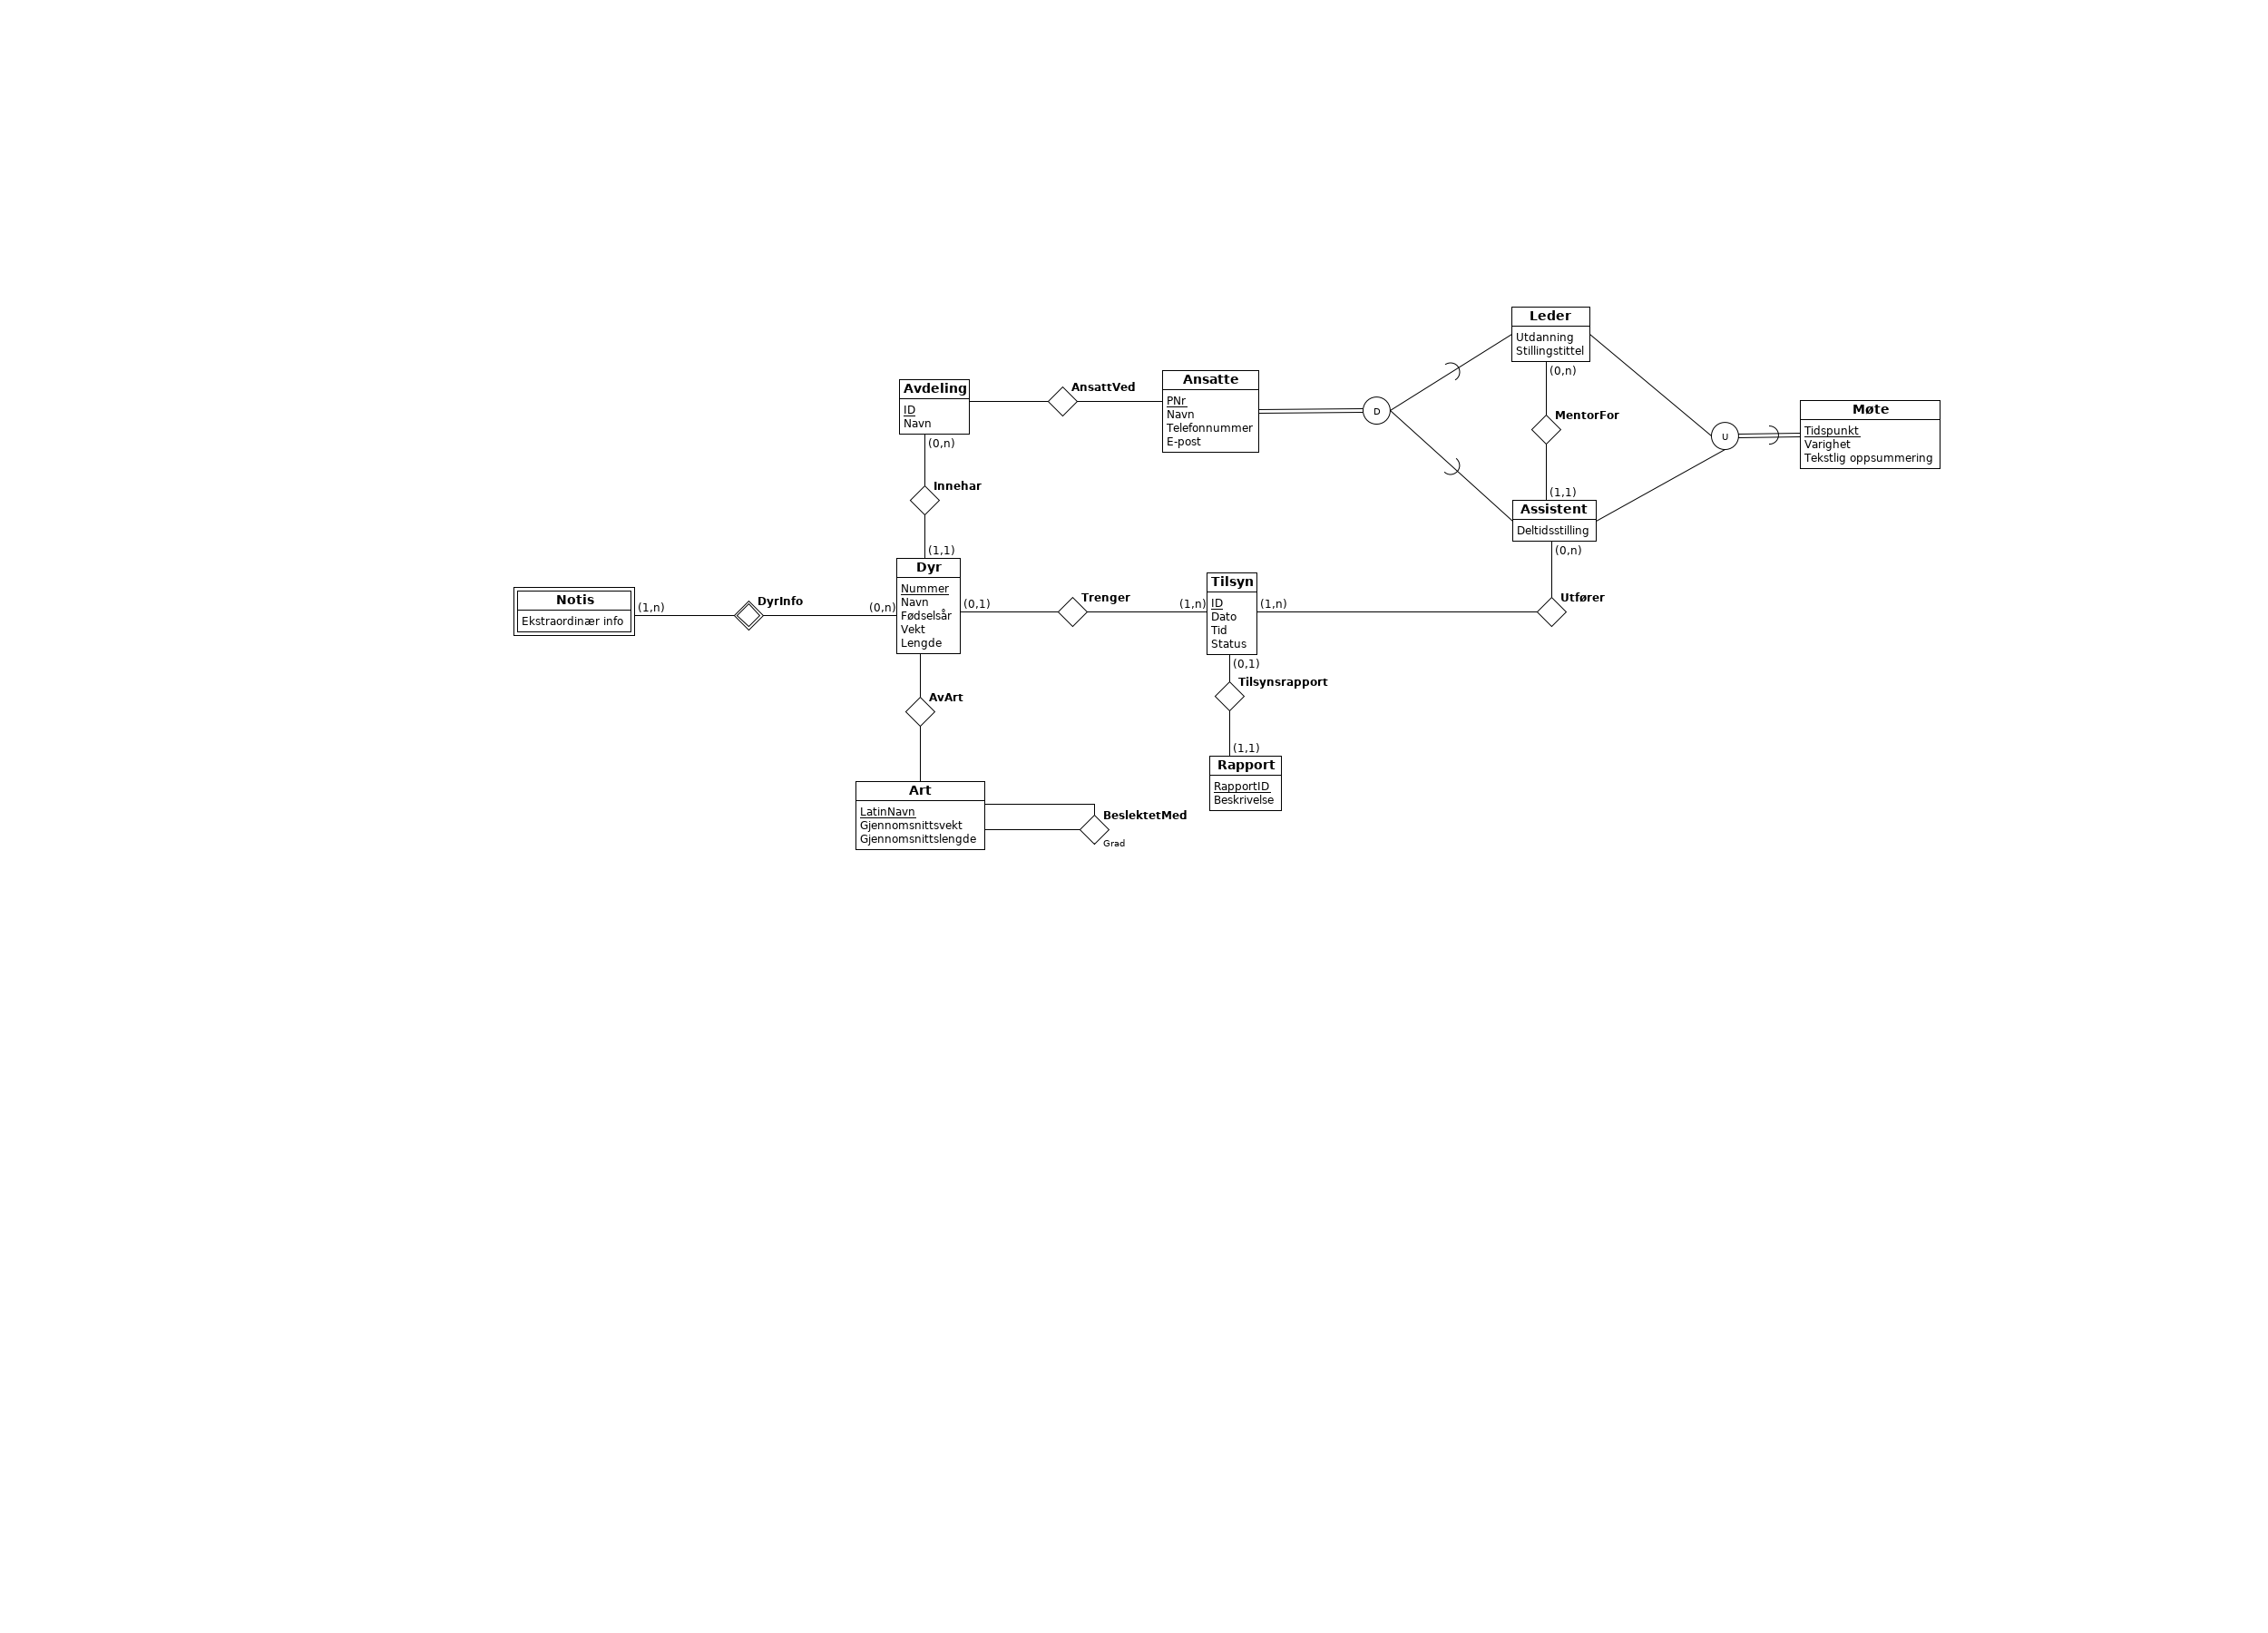 Leder
Utdanning
Stillingstittel
(0,n)
MentorFor
(1,1)
Assistent
Deltidsstilling
(0,n)
Utfører
Ansatte
PNr
Navn
Telefonnummer
E-post
D
U
Møte
Tidspunkt
Varighet
Tekstlig oppsummering
Avdeling
ID
Navn
AnsattVed
(0,n)
Innehar
(1,1)
Dyr
Nummer
Navn
Fødselsår
Vekt
Lengde
Notis
Ekstraordinær info
(1,n)
DyrInfo
(0,n)
(0,1)
Trenger
(1,n)
Tilsyn
ID
Dato
Tid
Status
(1,n)
(0,1)
Tilsynsrapport
(1,1)
Rapport
RapportID
Beskrivelse
AvArt
Art
LatinNavn
Gjennomsnittsvekt
Gjennomsnittslengde
BeslektetMed
Grad